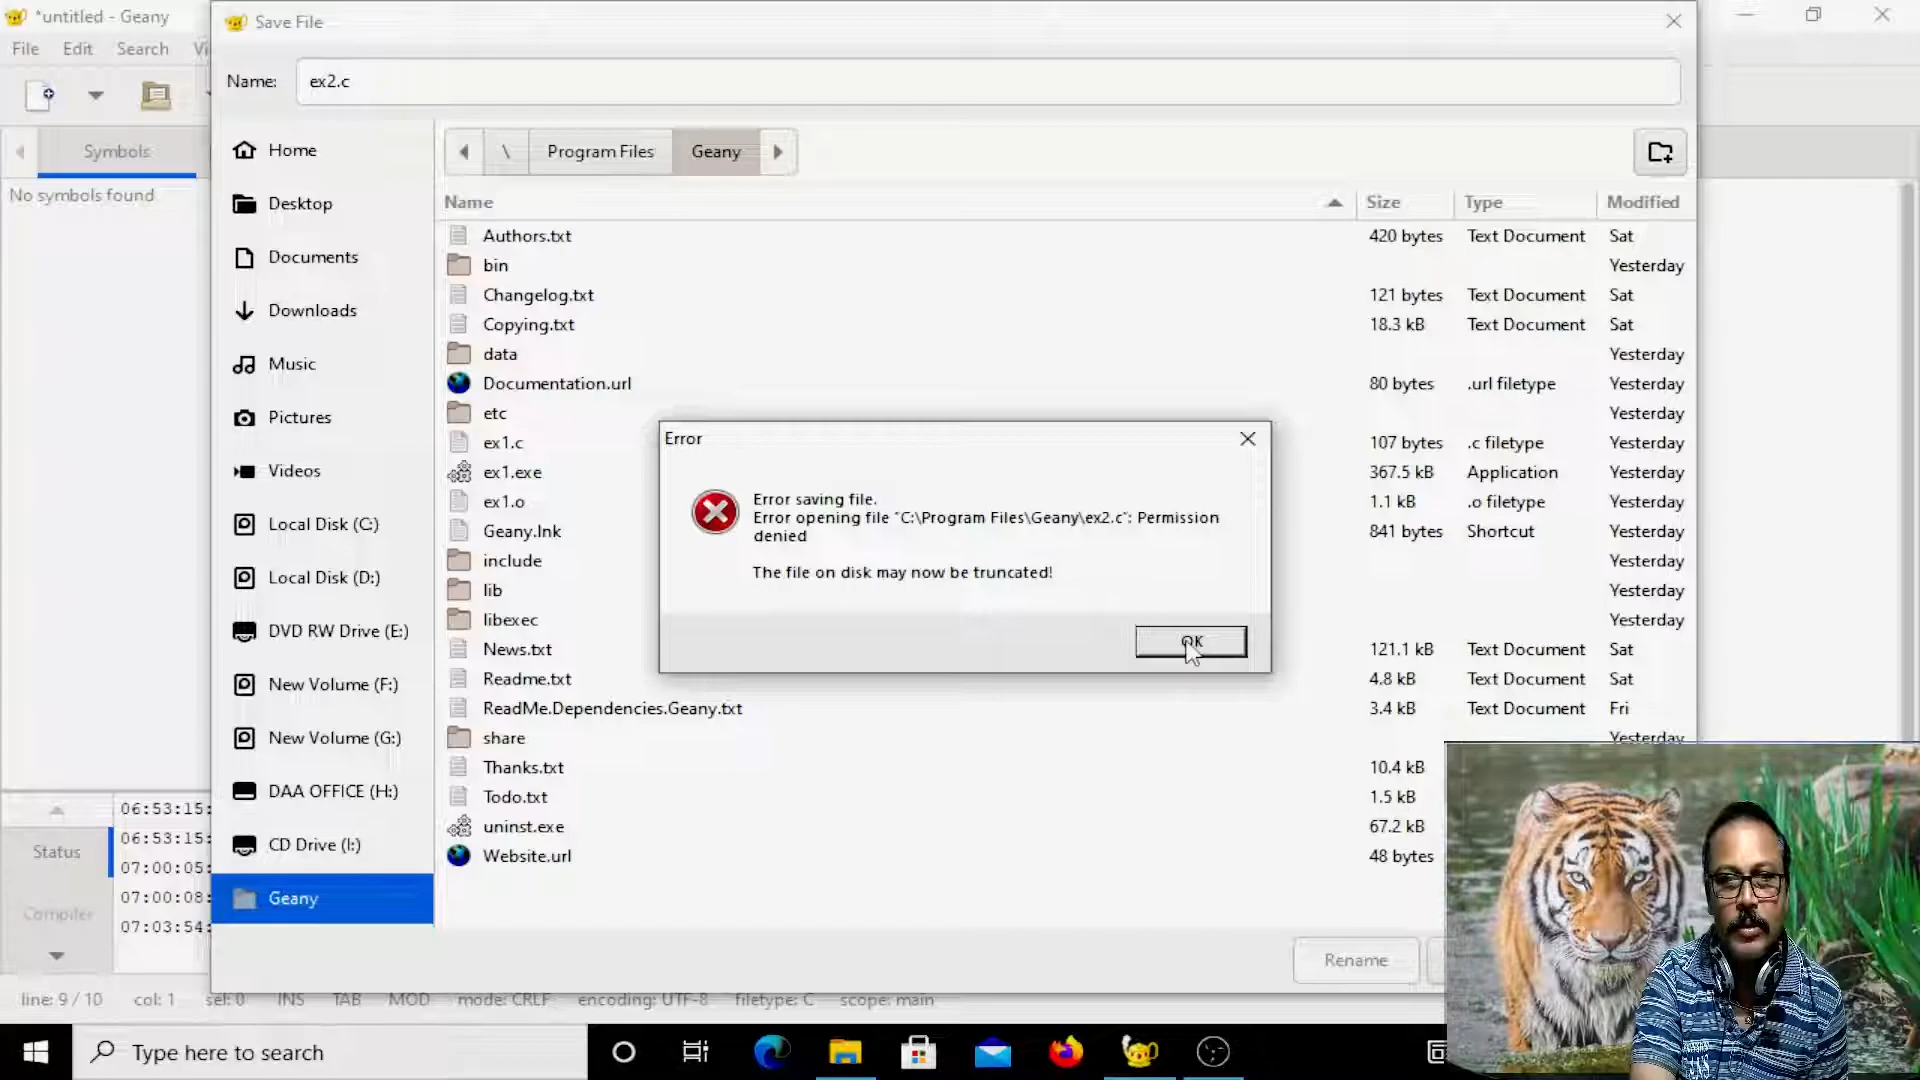 *untitled - Geany
Save File
File Edit Search Vi
Name: ex2.c
Symbols
No symbols found
Home
Desktop
Documents
Downloads
Music
Pictures
Videos
Local Disk (C:)
Local Disk (D:)
DVD RW Drive (E:)
New Volume (F:)
New Volume (G:)
DAA OFFICE (H:)
CD Drive (I:)
Geany
\ Program Files Geany
Name Size Type Modified
Authors.txt 420 bytes Text Document Sat
bin Yesterday
Changelog.txt 121 bytes Text Document Sat
Copying.txt 18.3 kB Text Document Sat
data Yesterday
Documentation.url 80 bytes .url filetype Yesterday
etc Yesterday
ex1.c 107 bytes .c filetype Yesterday
ex1.exe 367.5 kB Application Yesterday
ex1.o 1.1 kB .o filetype Yesterday
Geany.lnk 841 bytes Shortcut Yesterday
include Yesterday
lib Yesterday
libexec Yesterday
News.txt 121.1 kB Text Document Sat
Readme.txt 4.8 kB Text Document Sat
ReadMe.Dependencies.Geany.txt 3.4 kB Text Document Fri
share Yesterday
Thanks.txt 10.4 kB
Todo.txt 1.5 kB
uninst.exe 67.2 kB
Website.url 48 bytes
Error
Error saving file.
Error opening file "C:\Program Files\Geany\ex2.c": Permission
denied
The file on disk may now be truncated!
OK
Status
Compiler
06:53:15:
06:53:15:
07:00:05:
07:00:08:
07:03:54:
Rename
line: 9 / 10 col: 1 sel: 0 INS TAB MOD mode: CRLF encoding: UTF-8 filetype: C scope: main
Type here to search